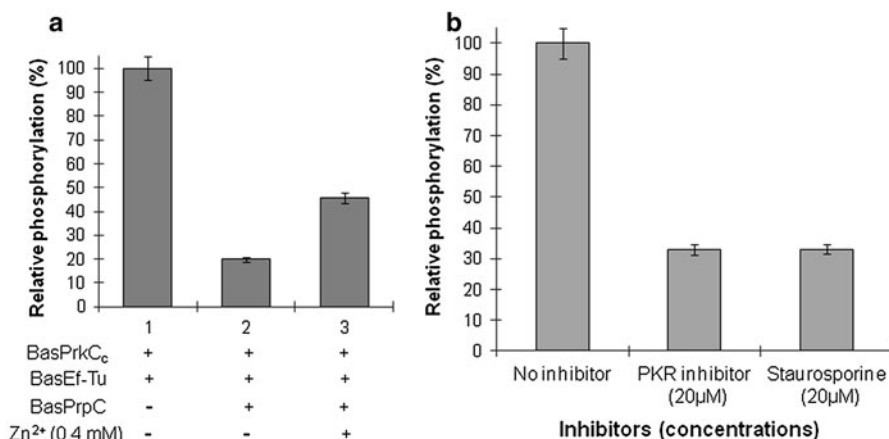 a
Relative phosphorylation (%)
100
90
80
70
60
50
40
30
20
10
0
1 2 3
BasPrkCc + + +
BasEf-Tu + + +
BasPrpC - + +
Zn2+ (0.4 mM) - - +
b
Relative phosphorylation (%)
100
90
80
70
60
50
40
30
20
10
0
No inhibitor PKR inhibitor Staurosporine
(20μM) (20μM)
Inhibitors (concentrations)